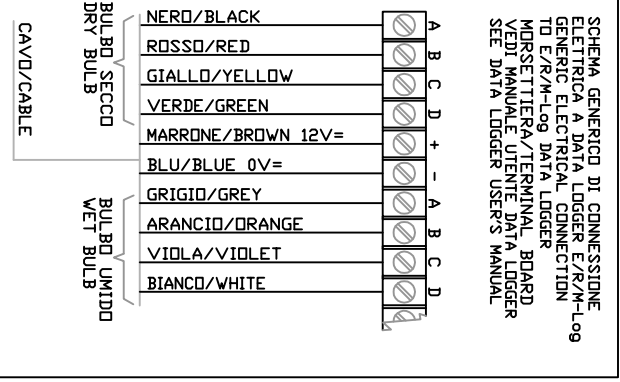 SCHEMA GENERICO DI CONNESSIONE
ELETTRICA A DATA LOGGER E/R/M-Log
GENERIC ELECTRICAL CONNECTION
TO E/R/M-Log DATA LOGGER
MORSETTIERA/TERMINAL BOARD
VEDI MANUALE UTENTE DATA LOGGER
SEE DATA LOGGER USER'S MANUAL
NERO/BLACK A
ROSSO/RED B
GIALLO/YELLOW C
VERDE/GREEN D
MARRONE/BROWN 12V= +
BLU/BLUE 0V= -
GRIGIO/GREY A
ARANCIO/ORANGE B
VIOLA/VIOLET C
BIANCO/WHITE D
BULBO SECCO
DRY BULB
BULBO UMIDO
WET BULB
CAVO/CABLE